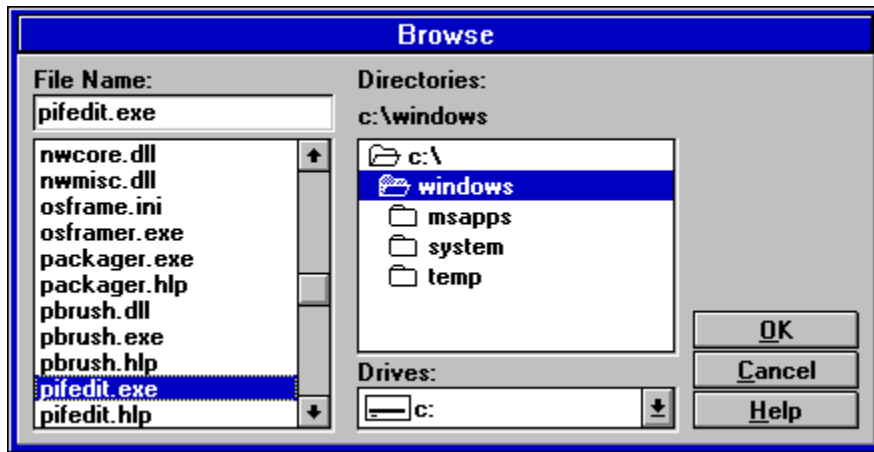 Browse
File Name:
pifedit.exe
nwcore.dll
nwmisc.dll
osframe.ini
osframer.exe
packager.exe
packager.hlp
pbrush.dll
pbrush.exe
pbrush.hlp
pifedit.exe
pifedit.hlp
Directories:
c:\windows
c:\
windows
msapps
system
temp
Drives:
c:
OK
Cancel
Help